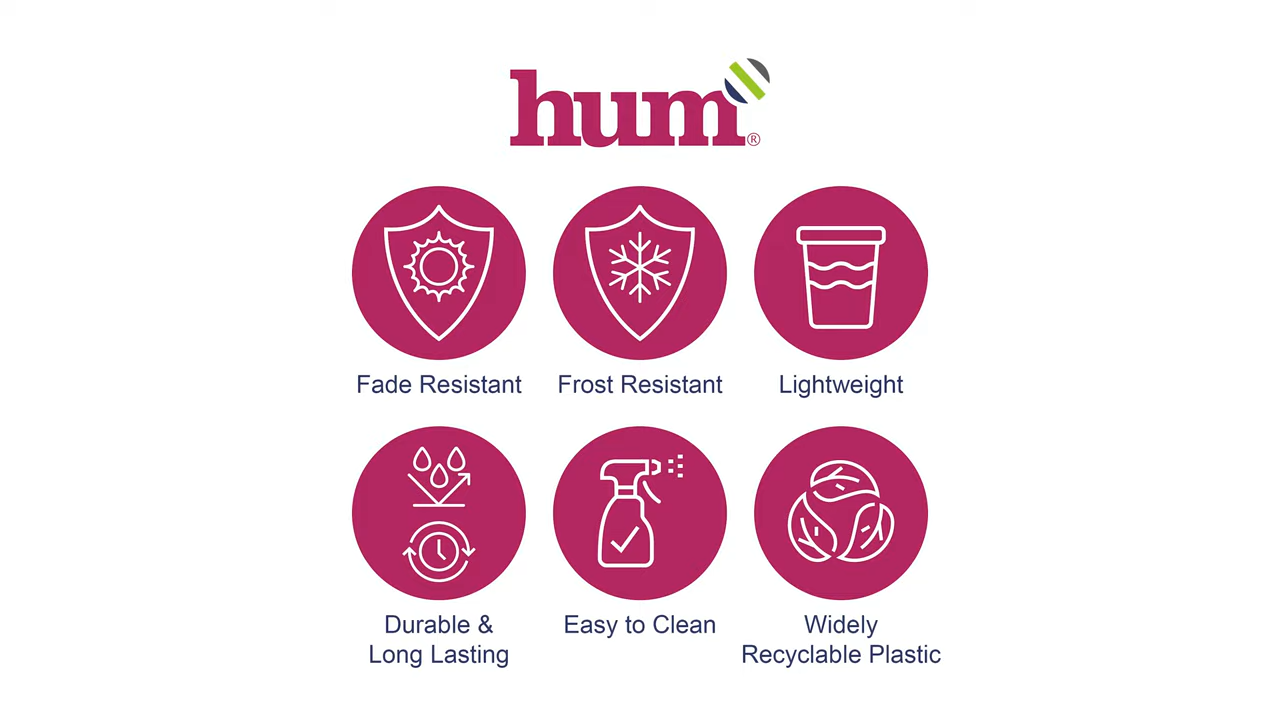 hum®
Fade Resistant
Frost Resistant
Lightweight
Durable &
Long Lasting
Easy to Clean
Widely
Recyclable Plastic